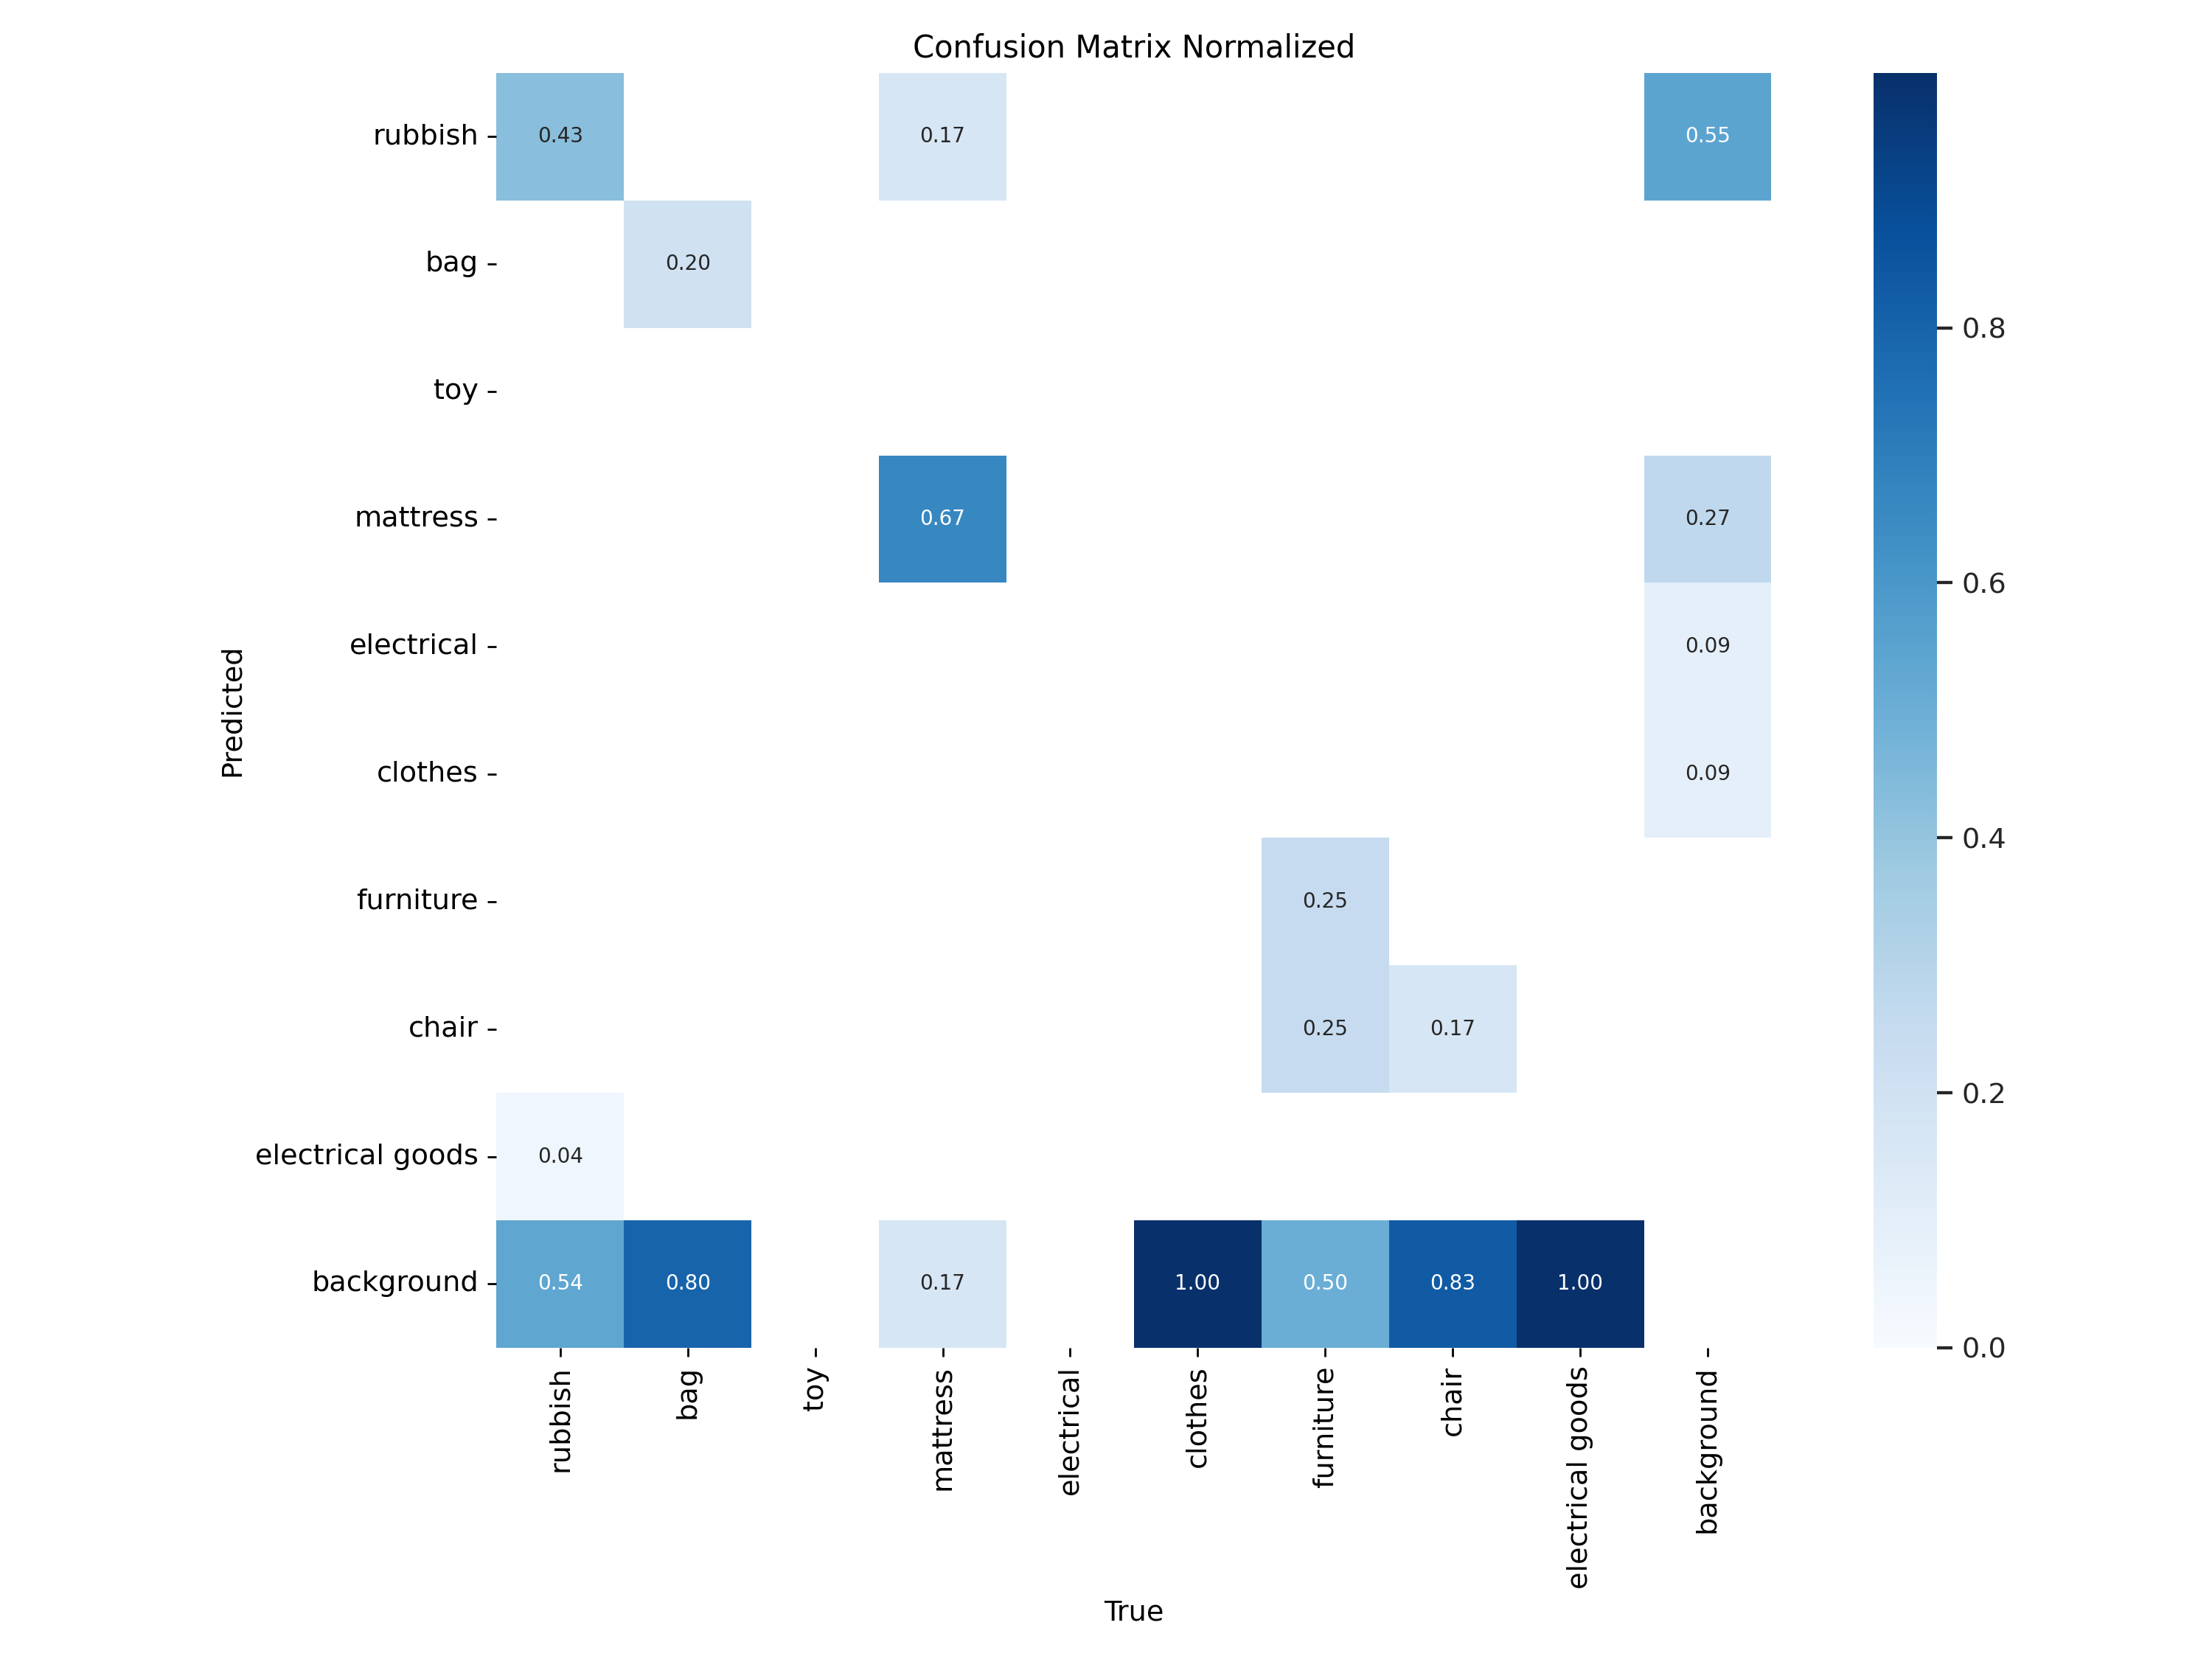 Confusion Matrix Normalized
rubbish 0.43 0.17 0.55
bag 0.20
toy
mattress 0.67 0.27
electrical 0.09
clothes 0.09
furniture 0.25
chair 0.25 0.17
electrical goods 0.04
background 0.54 0.80 0.17 1.00 0.50 0.83 1.00
Predicted
rubbish
bag
toy
mattress
electrical
clothes
furniture
chair
electrical goods
background
True
0.8
0.6
0.4
0.2
0.0